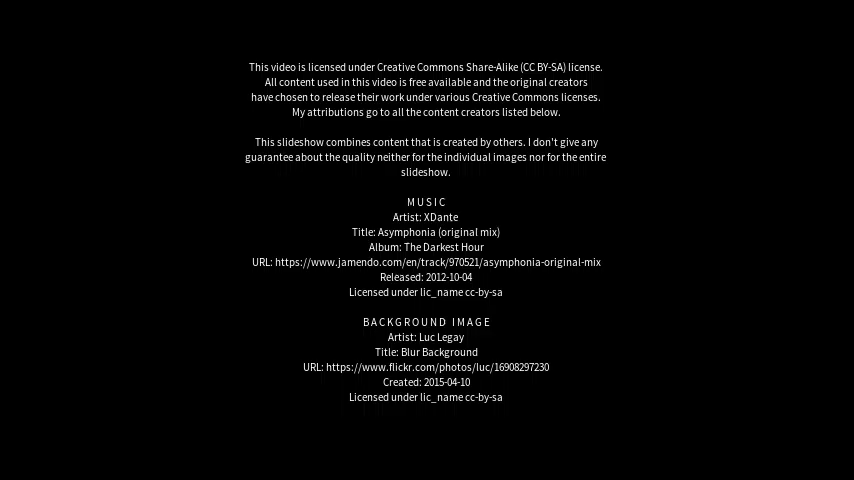 This video is licensed under Creative Commons Share-Alike (CC BY-SA) license.
All content used in this video is free available and the original creators
have chosen to release their work under various Creative Commons licenses.
My attributions go to all the content creators listed below.
This slideshow combines content that is created by others. I don't give any
guarantee about the quality neither for the individual images nor for the entire
slideshow.
MUSIC
Artist: XDante
Title: Asymphonia (original mix)
Album: The Darkest Hour
URL: https://www.jamendo.com/en/track/970521/asymphonia-original-mix
Released: 2012-10-04
Licensed under lic_name cc-by-sa
BACKGROUND IMAGE
Artist: Luc Legay
Title: Blur Background
URL: https://www.flickr.com/photos/luc/16908297230
Created: 2015-04-10
Licensed under lic_name cc-by-sa